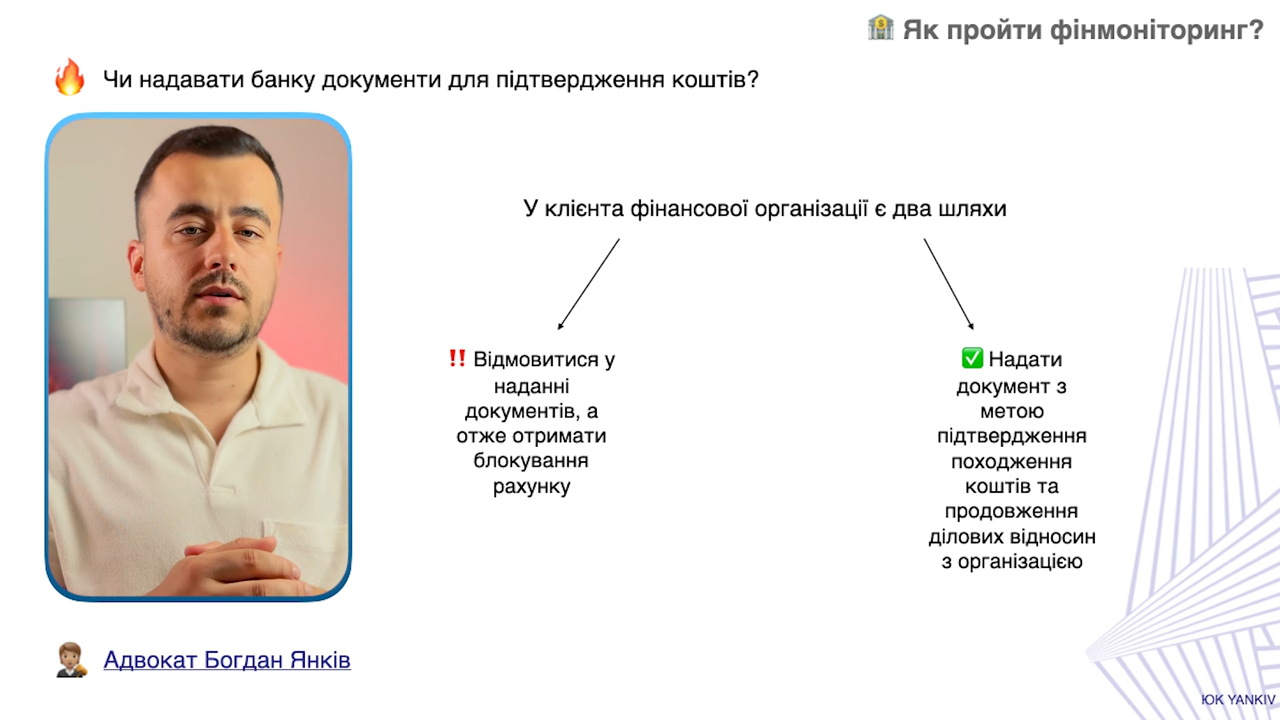 Як пройти фінмоніторинг?
Чи надавати банку документи для підтвердження коштів?
У клієнта фінансової організації є два шляхи
‼️ Відмовитися у
наданні
документів, а
отже отримати
блокування
рахунку
✅ Надати
документ з
метою
підтвердження
походження
коштів та
продовження
ділових відносин
з організацією
Адвокат Богдан Янків
ЮК YANKIV